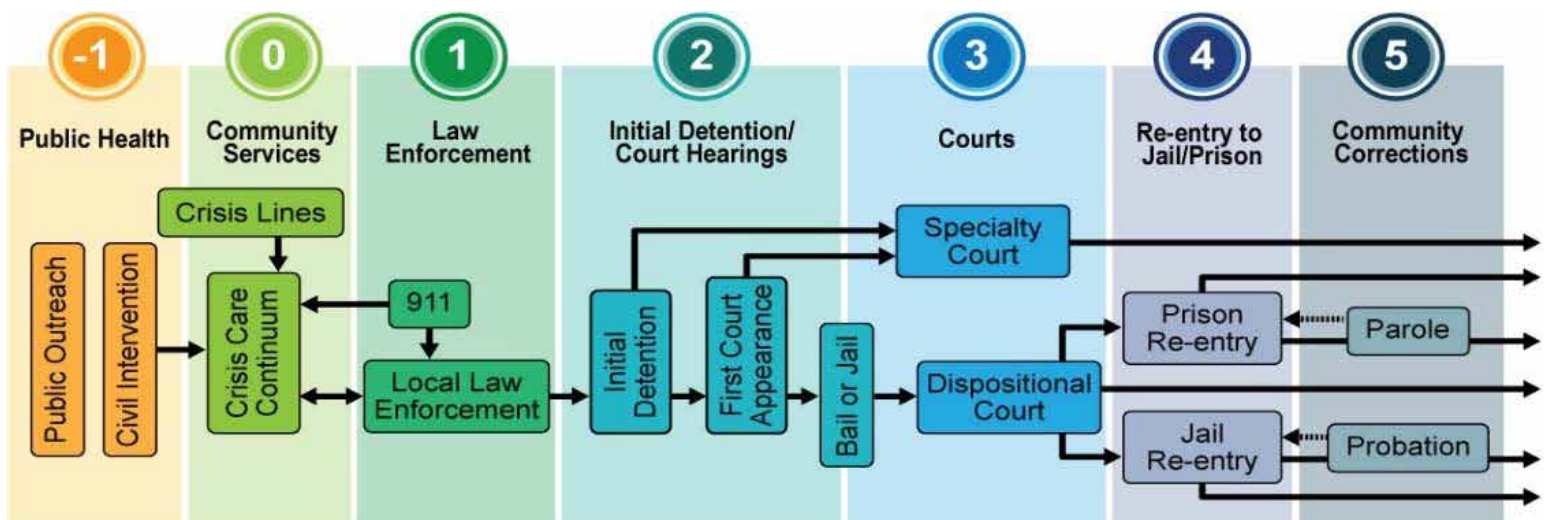 -1
0
1
2
3
4
5
Public Health
Community
Services
Law
Enforcement
Initial Detention/
Court Hearings
Courts
Re-entry to
Jail/Prison
Community
Corrections
Public Outreach
Civil Intervention
Crisis Lines
Crisis Care
Continuum
911
Local Law
Enforcement
Initial
Detention
First Court
Appearance
Bail or Jail
Specialty
Court
Dispositional
Court
Prison
Re-entry
Jail
Re-entry
Parole
Probation